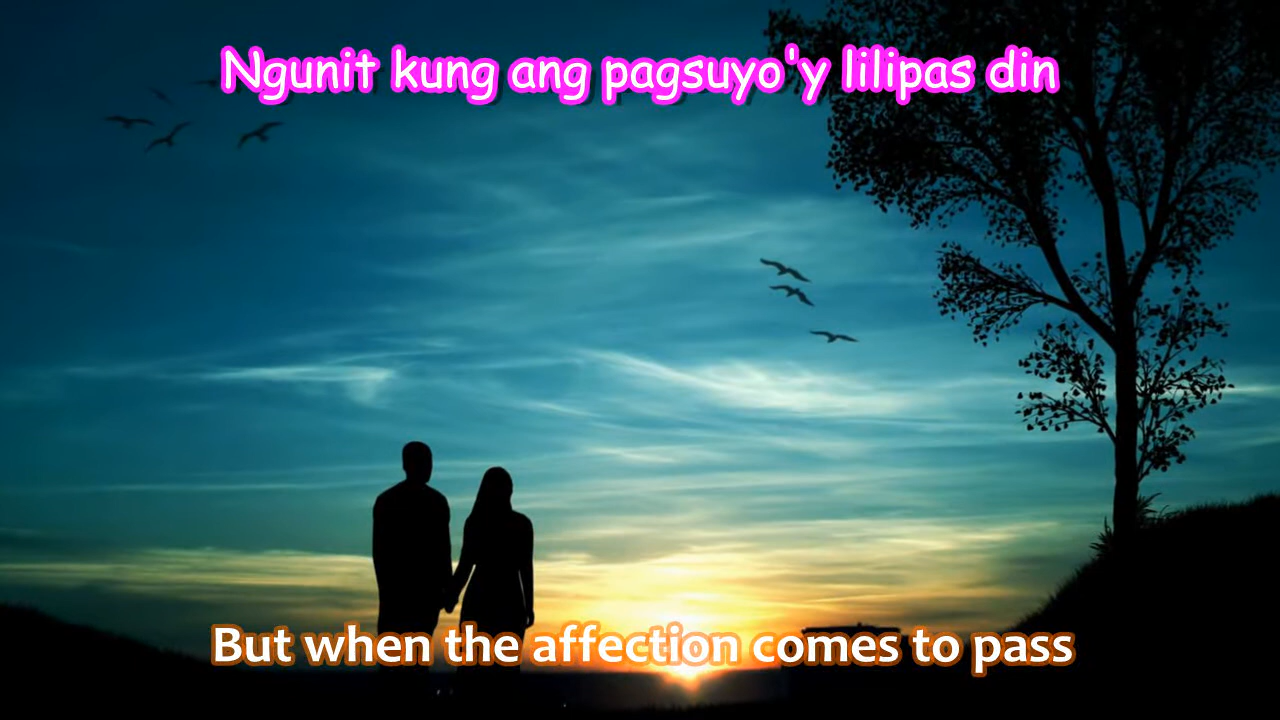 Ngunit kung ang pagsuyo'y lilipas din
But when the affection comes to pass